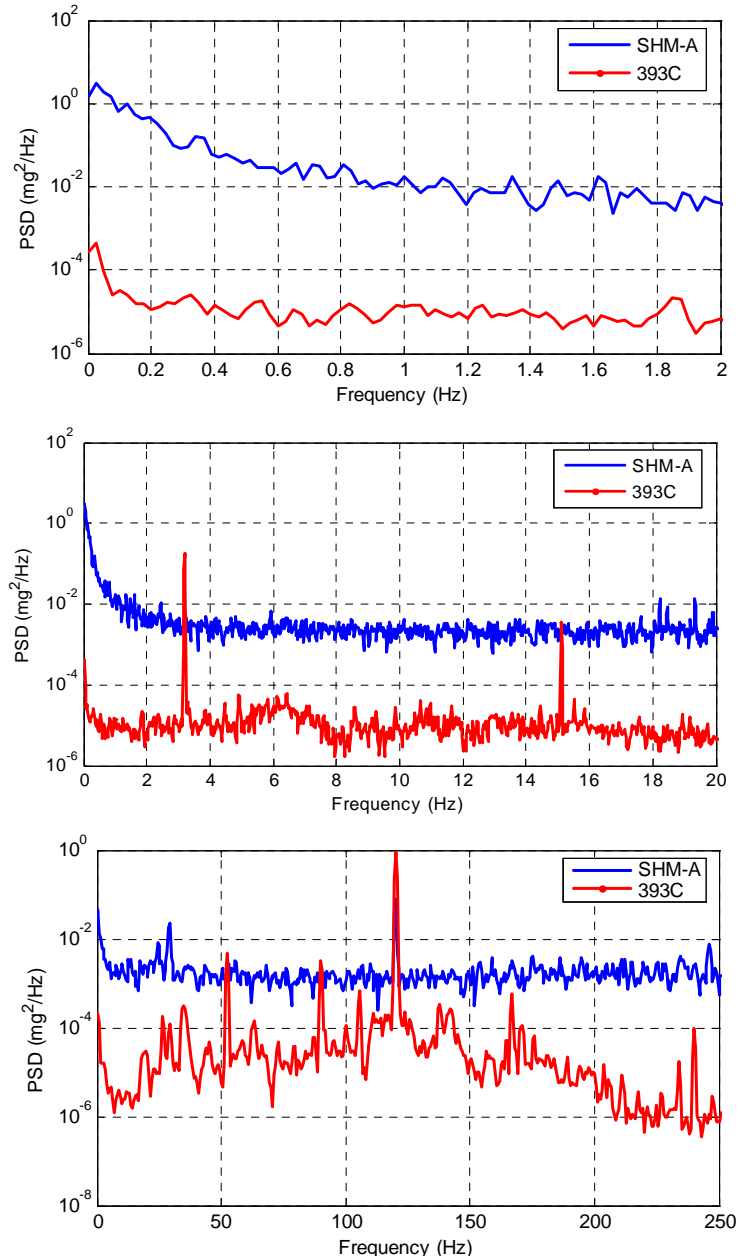 10^2
10^0
10^-2
10^-4
10^-6
PSD (mg^2/Hz)
SHM-A
393C
0 0.2 0.4 0.6 0.8 1 1.2 1.4 1.6 1.8 2
Frequency (Hz)
10^2
10^0
10^-2
10^-4
10^-6
PSD (mg^2/Hz)
SHM-A
393C
0 2 4 6 8 10 12 14 16 18 20
Frequency (Hz)
10^0
10^-2
10^-4
10^-6
10^-8
PSD (mg^2/Hz)
SHM-A
393C
0 50 100 150 200 250
Frequency (Hz)